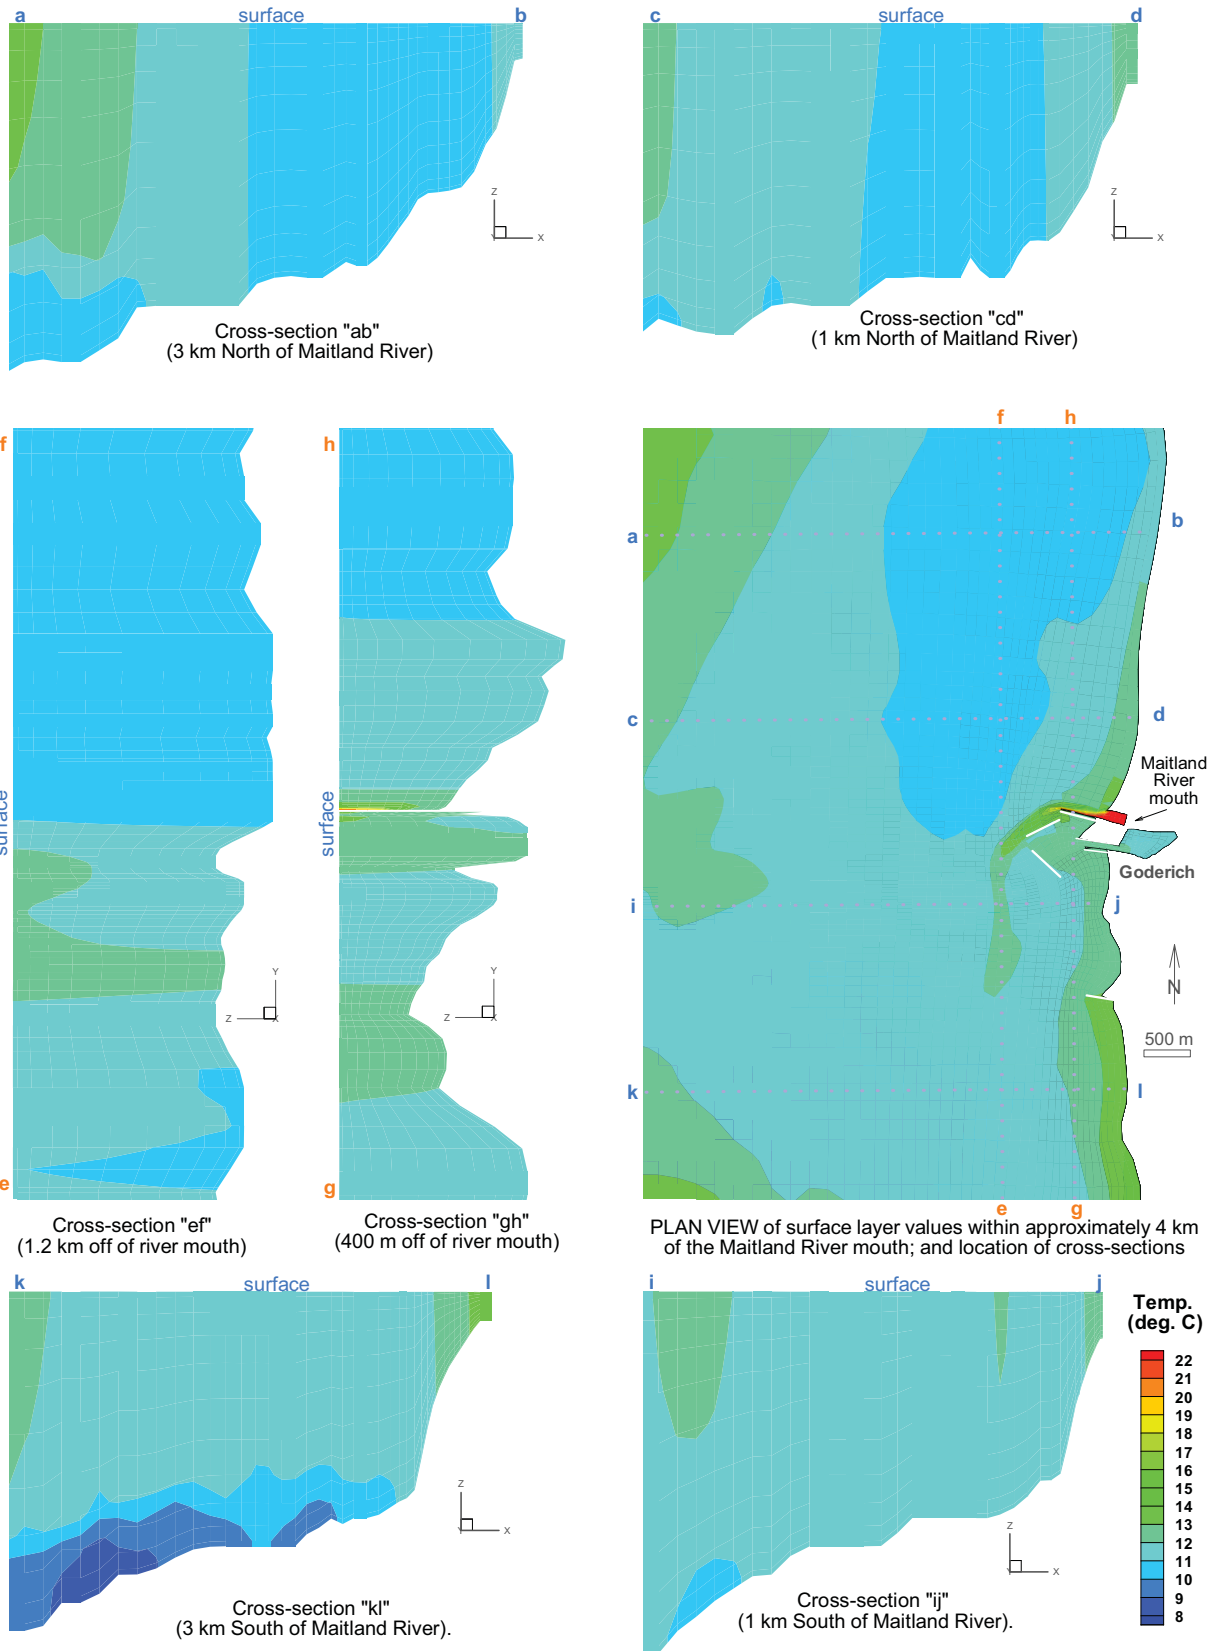 a surface b
c surface d
Z
X
Y
Z
X
Cross-section "ab"
(3 km North of Maitland River)
Cross-section "cd"
(1 km North of Maitland River)
f
surface
e
h
surface
g
Y
Z
X
Y
Z
X
Cross-section "ef"
(1.2 km off of river mouth)
Cross-section "gh"
(400 m off of river mouth)
f h
a b
c d
Maitland
River
mouth
Goderich
i j
N
500 m
k l
e g
PLAN VIEW of surface layer values within approximately 4 km
of the Maitland River mouth; and location of cross-sections
k surface l
Z
Y
X
Cross-section "kl"
(3 km South of Maitland River).
i surface j
Z
Y
X
Cross-section "ij"
(1 km South of Maitland River).
Temp.
(deg. C)
22
21
20
19
18
17
16
15
14
13
12
11
10
9
8